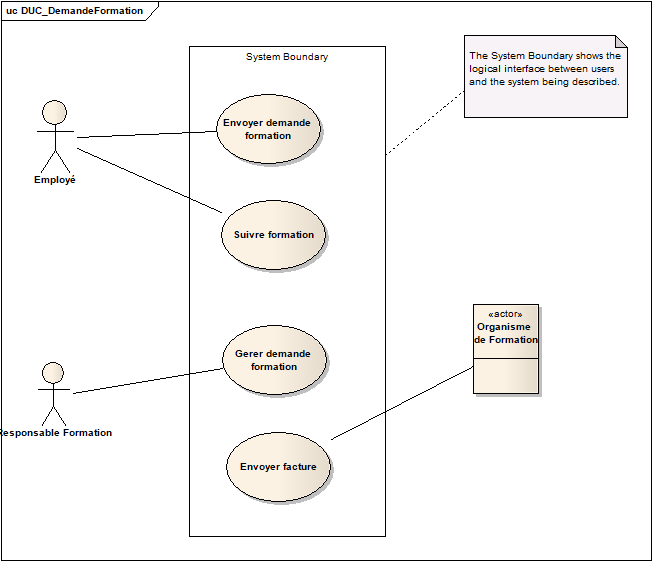 uc DUC_DemandeFormation
System Boundary
The System Boundary shows the
logical interface between users
and the system being described.
Envoyer demande
formation
Employé
Suivre formation
«actor»
Organisme
de Formation
Gerer demande
formation
Responsable Formation
Envoyer facture